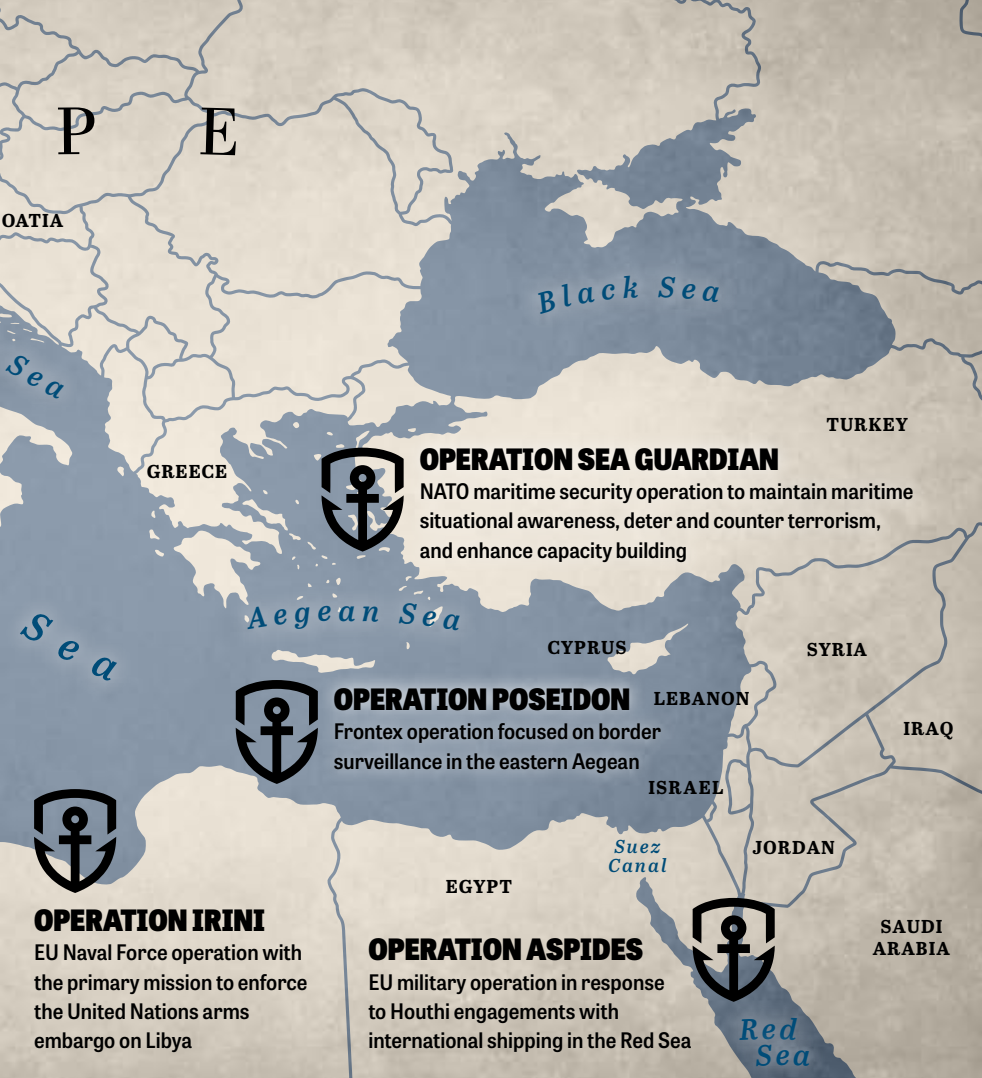 P E
OATIA
Black Sea
Sea
TURKEY
GREECE
OPERATION SEA GUARDIAN
NATO maritime security operation to maintain maritime
situational awareness, deter and counter terrorism,
and enhance capacity building
Aegean Sea
Sea
CYPRUS
SYRIA
OPERATION POSEIDON
Frontex operation focused on border
surveillance in the eastern Aegean
LEBANON
IRAQ
ISRAEL
Suez
Canal
JORDAN
EGYPT
SAUDI
ARABIA
OPERATION IRINI
EU Naval Force operation with
the primary mission to enforce
the United Nations arms
embargo on Libya
OPERATION ASPIDES
EU military operation in response
to Houthi engagements with
international shipping in the Red Sea
Red
Sea